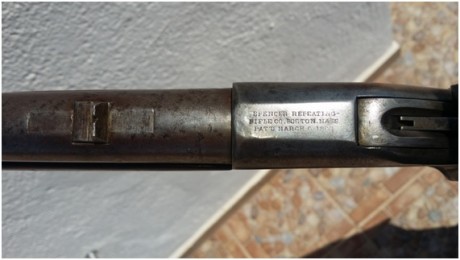 SPENCER REPEATING-
RIFLE CO. BOSTON, MASS
PAT'D MARCH 6, 18